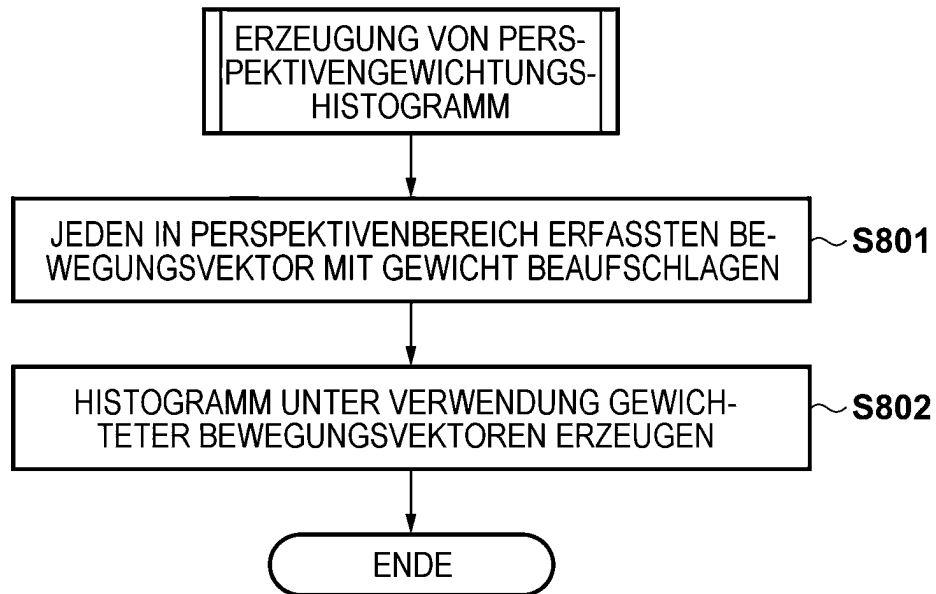 ERZEUGUNG VON PERS-
PEKTIVENGEWICHTUNGS-
HISTOGRAMM
JEDEN IN PERSPEKTIVENBEREICH ERFASSTEN BE-
WEGUNGSVEKTOR MIT GEWICHT BEAUFSCHLAGEN
S801
HISTOGRAMM UNTER VERWENDUNG GEWICH-
TETER BEWEGUNGSVEKTOREN ERZEUGEN
S802
ENDE